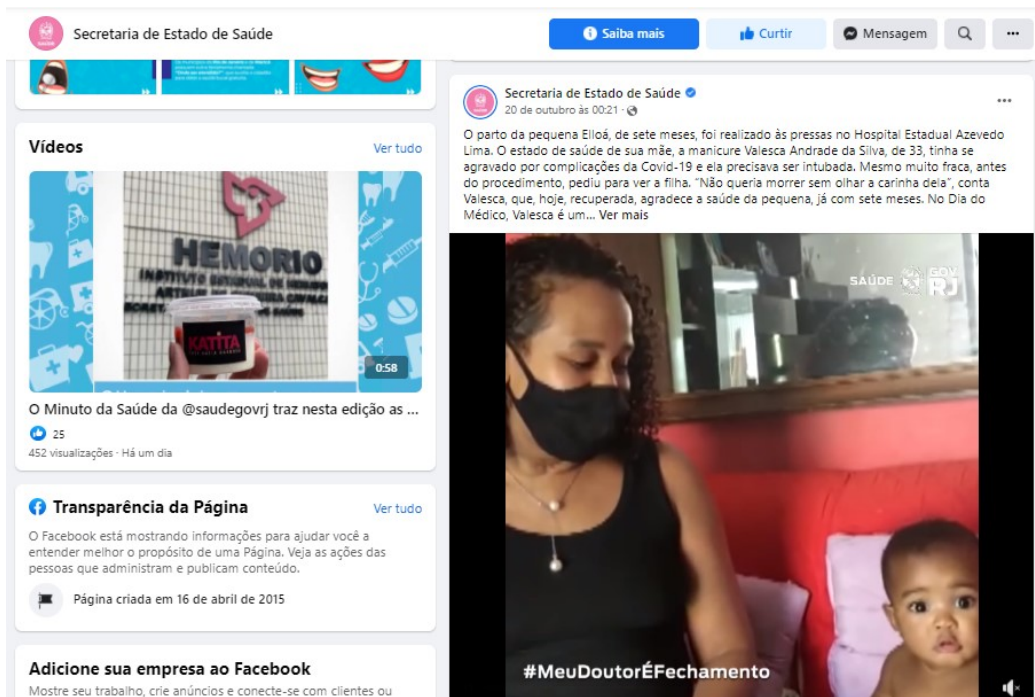 Secretaria de Estado de Saúde
Saiba mais
Curtir
Mensagem
Vídeos
Ver tudo
HEMORIO
KATITA
0:58
O Minuto da Saúde da @saudegovrj traz nesta edição as ...
25
452 visualizações · Há um dia
Transparência da Página
Ver tudo
O Facebook está mostrando informações para ajudar você a
entender melhor o propósito de uma Página. Veja as ações das
pessoas que administram e publicam conteúdo.
Página criada em 16 de abril de 2015
Adicione sua empresa ao Facebook
Mostre seu trabalho, crie anúncios e conecte-se com clientes ou
Secretaria de Estado de Saúde
20 de outubro às 00:21 ·
O parto da pequena Elloá, de sete meses, foi realizado às pressas no Hospital Estadual Azevedo
Lima. O estado de saúde de sua mãe, a manicure Valesca Andrade da Silva, de 33, tinha se
agravado por complicações da Covid-19 e ela precisava ser intubada. Mesmo muito fraca, antes
do procedimento, pediu para ver a filha. "Não queria morrer sem olhar a carinha dela", conta
Valesca, que, hoje, recuperada, agradece a saúde da pequena, já com sete meses. No Dia do
Médico, Valesca é um... Ver mais
SAÚDE
GOV
RJ
#MeuDoutorÉFechamento